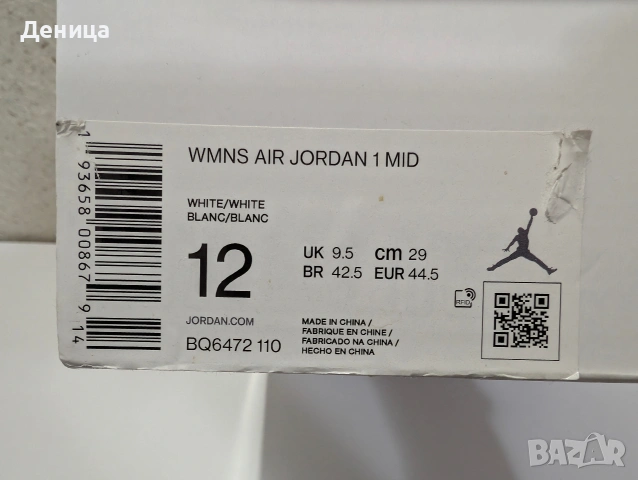 Деница
WMNS AIR JORDAN 1 MID
WHITE/WHITE
BLANC/BLANC
12
UK 9.5 cm 29
BR 42.5 EUR 44.5
JORDAN.COM
BQ6472 110
MADE IN CHINA /
FABRIQUE EN CHINE /
FABRICADO NA CHINA /
HECHO EN CHINA
RFID
1 93658 00867 9 14
BAZAR